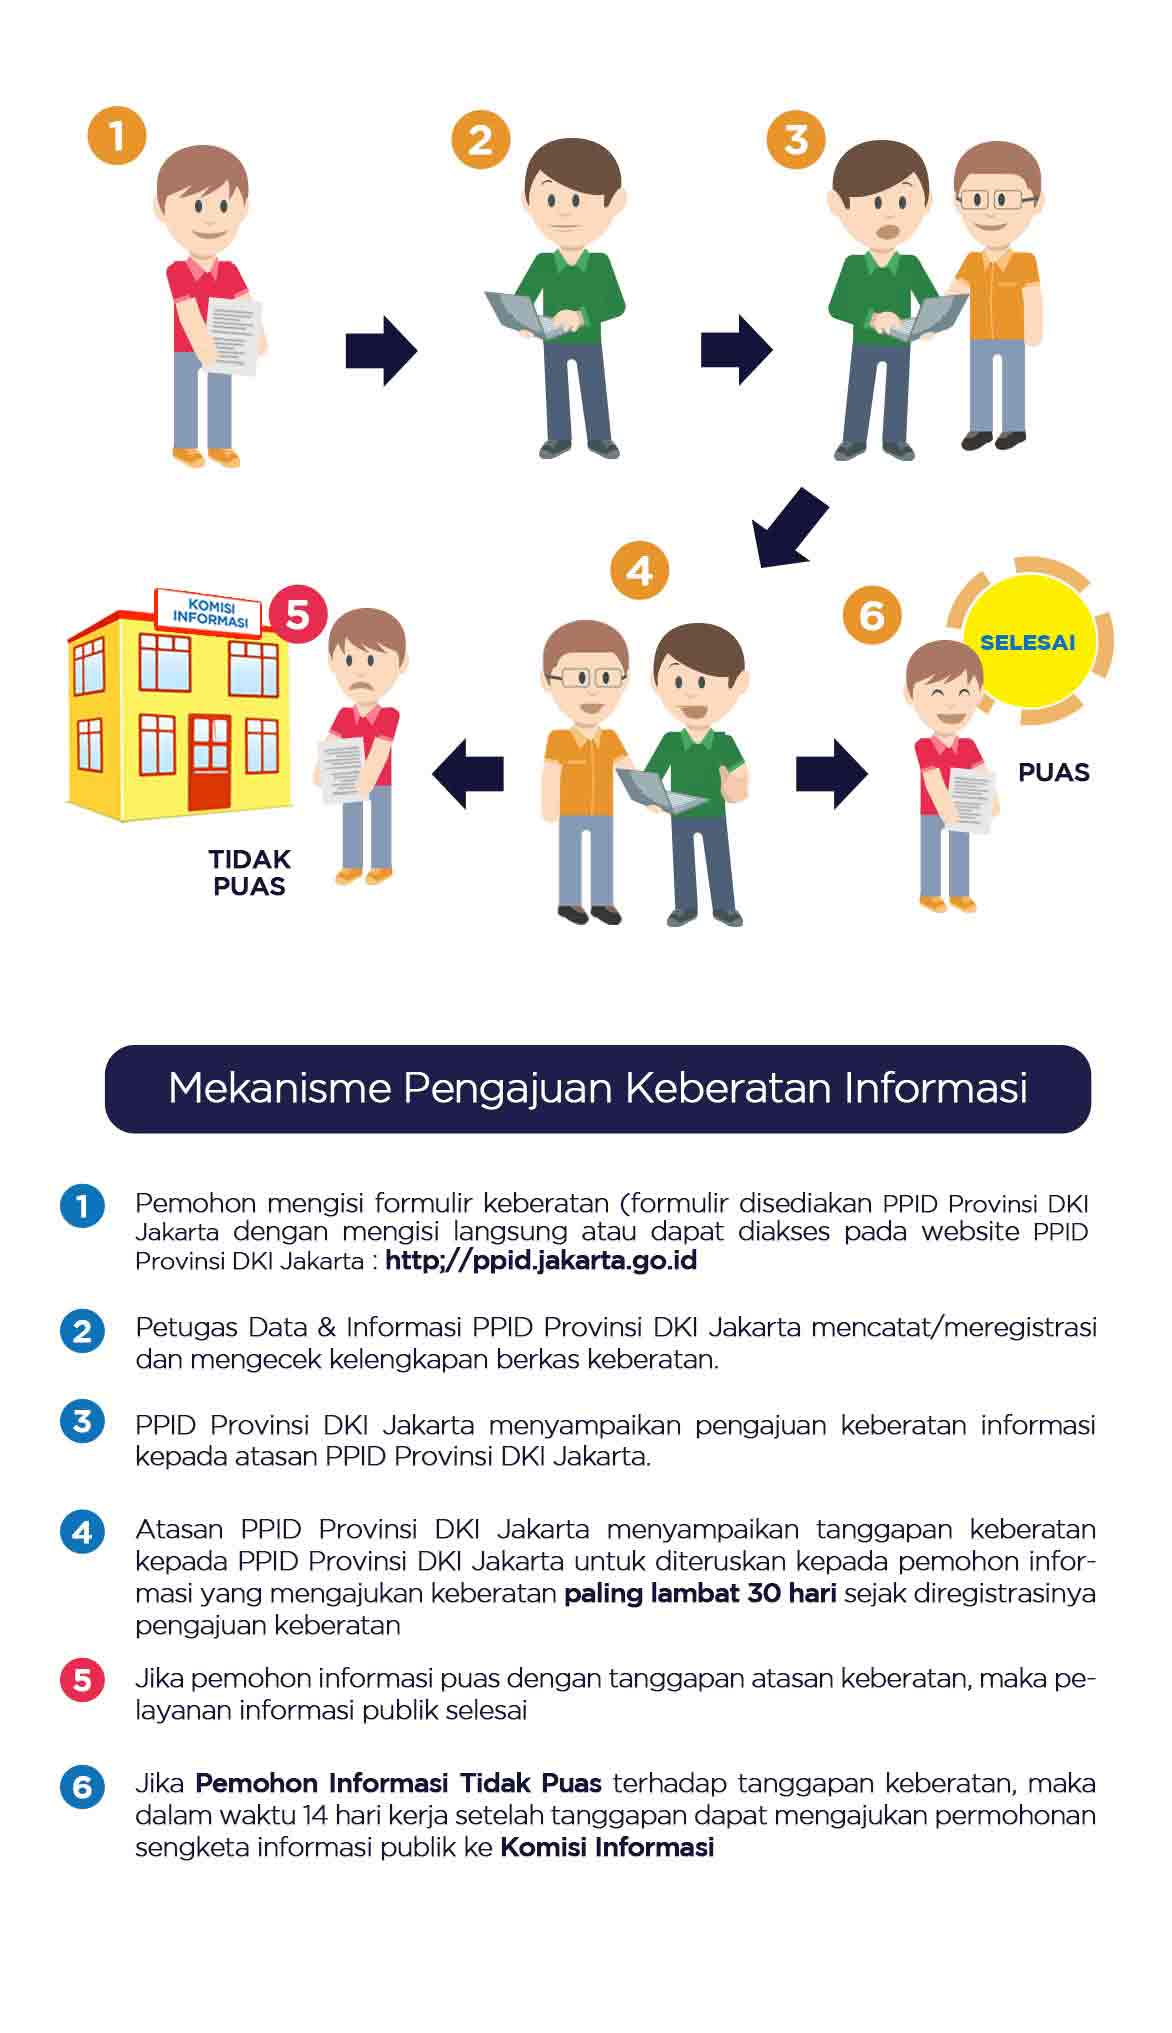 1
2
3
4
KOMISI
INFORMASI
5
6
SELESAI
PUAS
TIDAK
PUAS
Mekanisme Pengajuan Keberatan Informasi
1 Pemohon mengisi formulir keberatan (formulir disediakan PPID Provinsi DKI
Jakarta dengan mengisi langsung atau dapat diakses pada website PPID
Provinsi DKI Jakarta : http;//ppid.jakarta.go.id
2 Petugas Data & Informasi PPID Provinsi DKI Jakarta mencatat/meregistrasi
dan mengecek kelengkapan berkas keberatan.
3 PPID Provinsi DKI Jakarta menyampaikan pengajuan keberatan informasi
kepada atasan PPID Provinsi DKI Jakarta.
4 Atasan PPID Provinsi DKI Jakarta menyampaikan tanggapan keberatan
kepada PPID Provinsi DKI Jakarta untuk diteruskan kepada pemohon infor-
masi yang mengajukan keberatan paling lambat 30 hari sejak diregistrasinya
pengajuan keberatan
5 Jika pemohon informasi puas dengan tanggapan atasan keberatan, maka pe-
layanan informasi publik selesai
6 Jika Pemohon Informasi Tidak Puas terhadap tanggapan keberatan, maka
dalam waktu 14 hari kerja setelah tanggapan dapat mengajukan permohonan
sengketa informasi publik ke Komisi Informasi